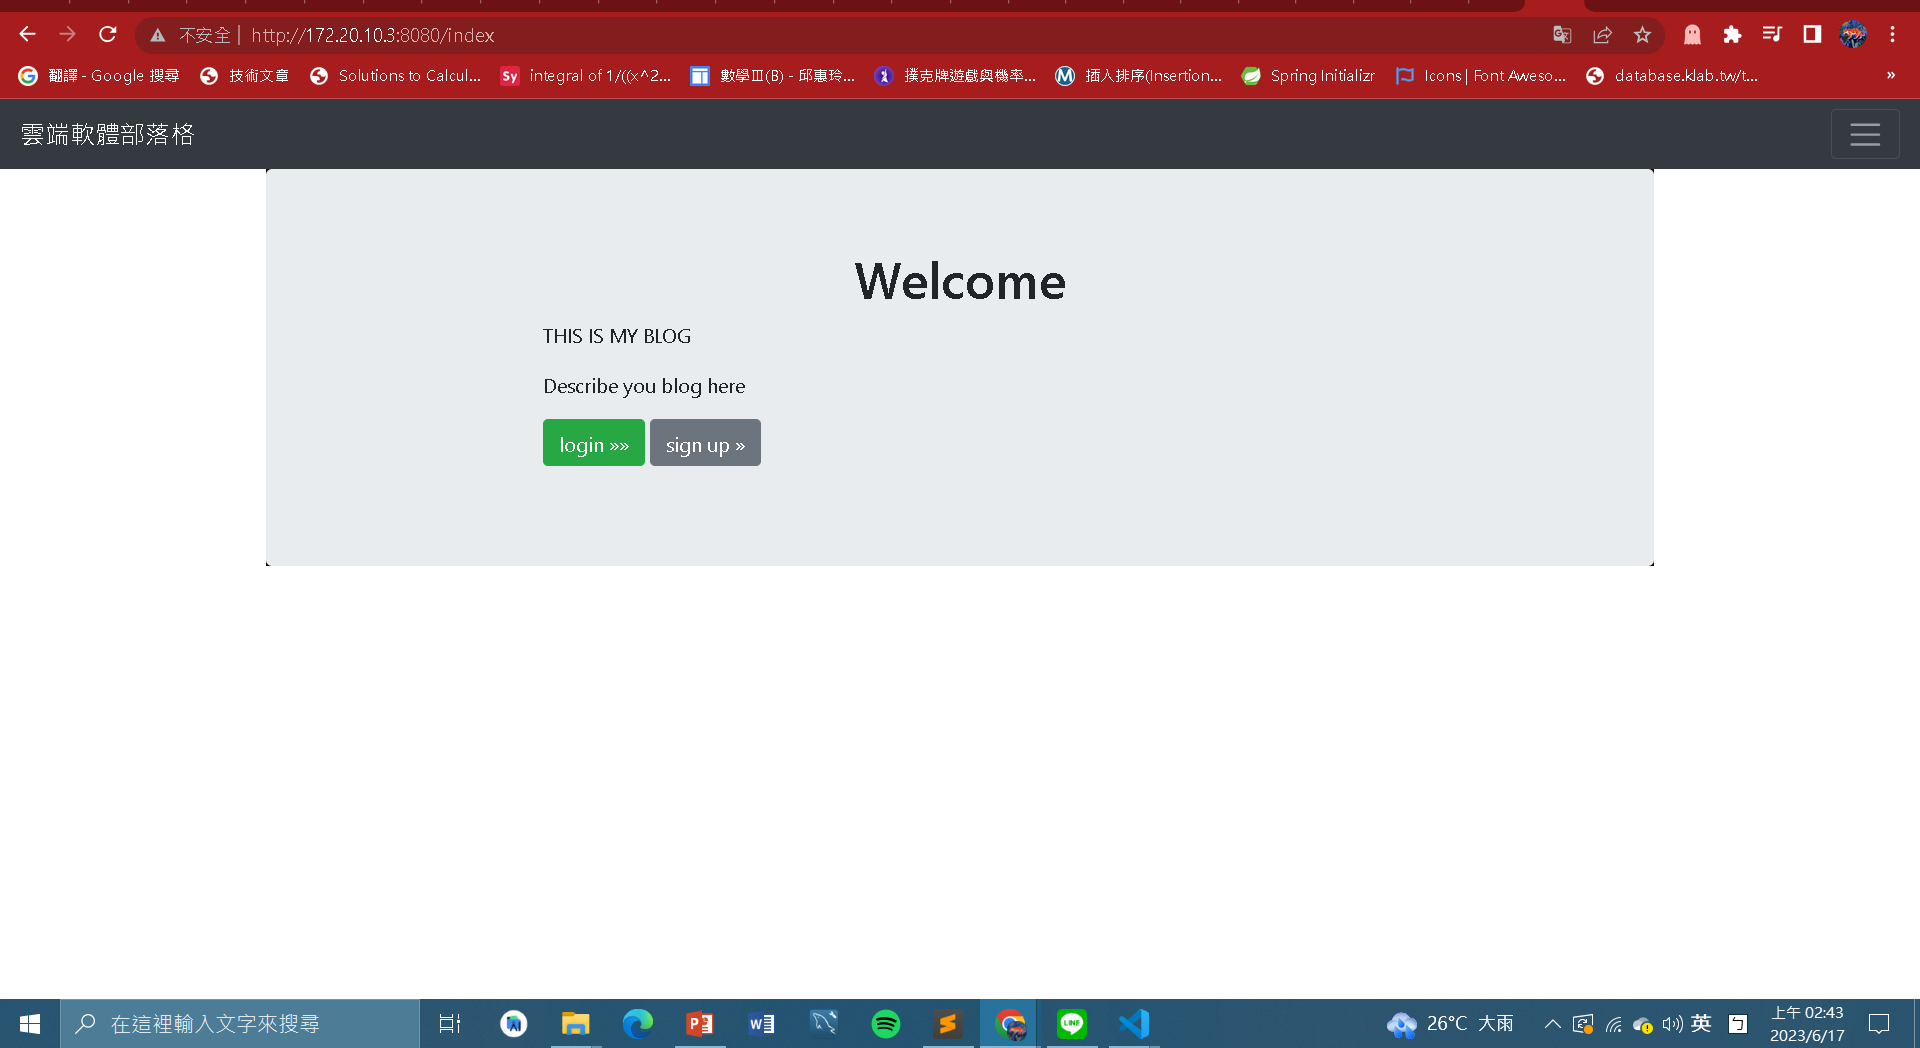 不安全 | http://172.20.10.3:8080/index
翻譯 - Google 搜尋 技術文章 Solutions to Calcul... Sy integral of 1/((x^2... 數學Ⅲ(B) - 邱惠玲... 撲克牌遊戲與機率... 插入排序(Insertion... Spring Initializr Icons | Font Aweso... database.klab.tw/t... »
雲端軟體部落格
Welcome
THIS IS MY BLOG
Describe you blog here
login »» sign up »
在這裡輸入文字來搜尋 26°C 大雨 英 上午 02:43
2023/6/17